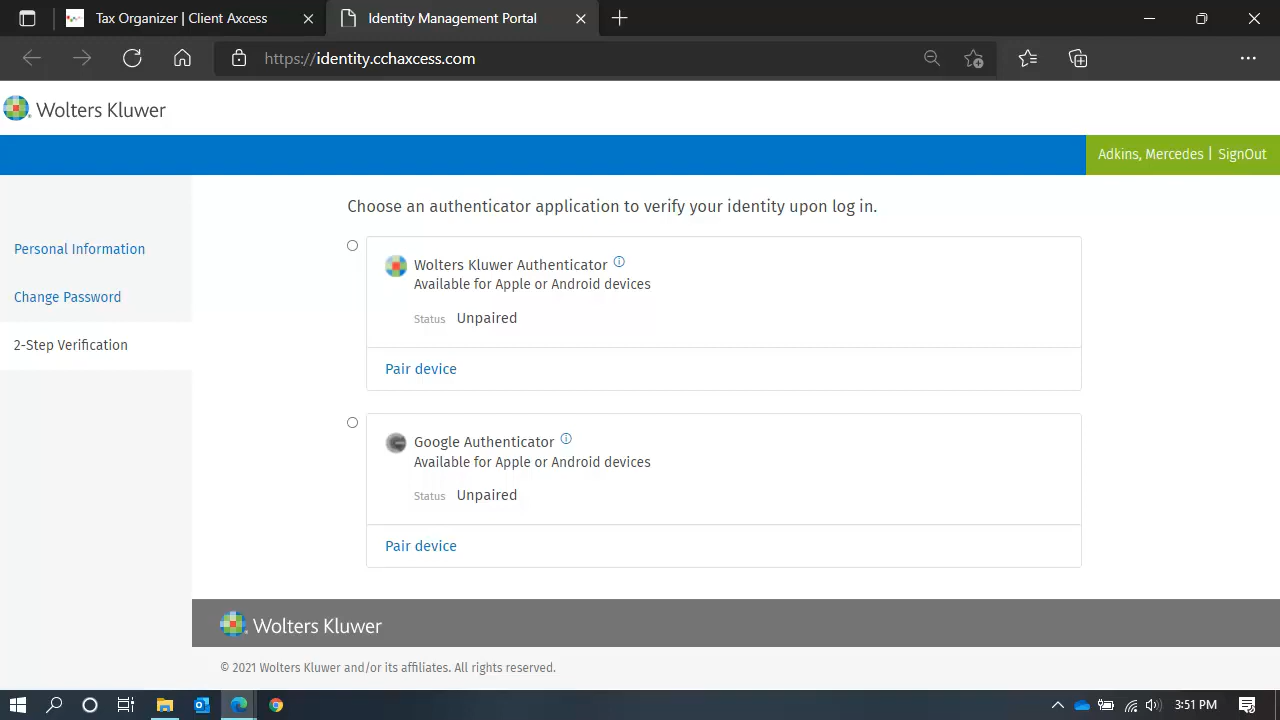 Tax Organizer | Client Axcess
Identity Management Portal
https://identity.cchaxcess.com
Wolters Kluwer
Adkins, Mercedes | SignOut
Choose an authenticator application to verify your identity upon log in.
Personal Information
Change Password
2-Step Verification
Wolters Kluwer Authenticator
Available for Apple or Android devices
Status Unpaired
Pair device
Google Authenticator
Available for Apple or Android devices
Status Unpaired
Pair device
Wolters Kluwer
© 2021 Wolters Kluwer and/or its affiliates. All rights reserved.
3:51 PM